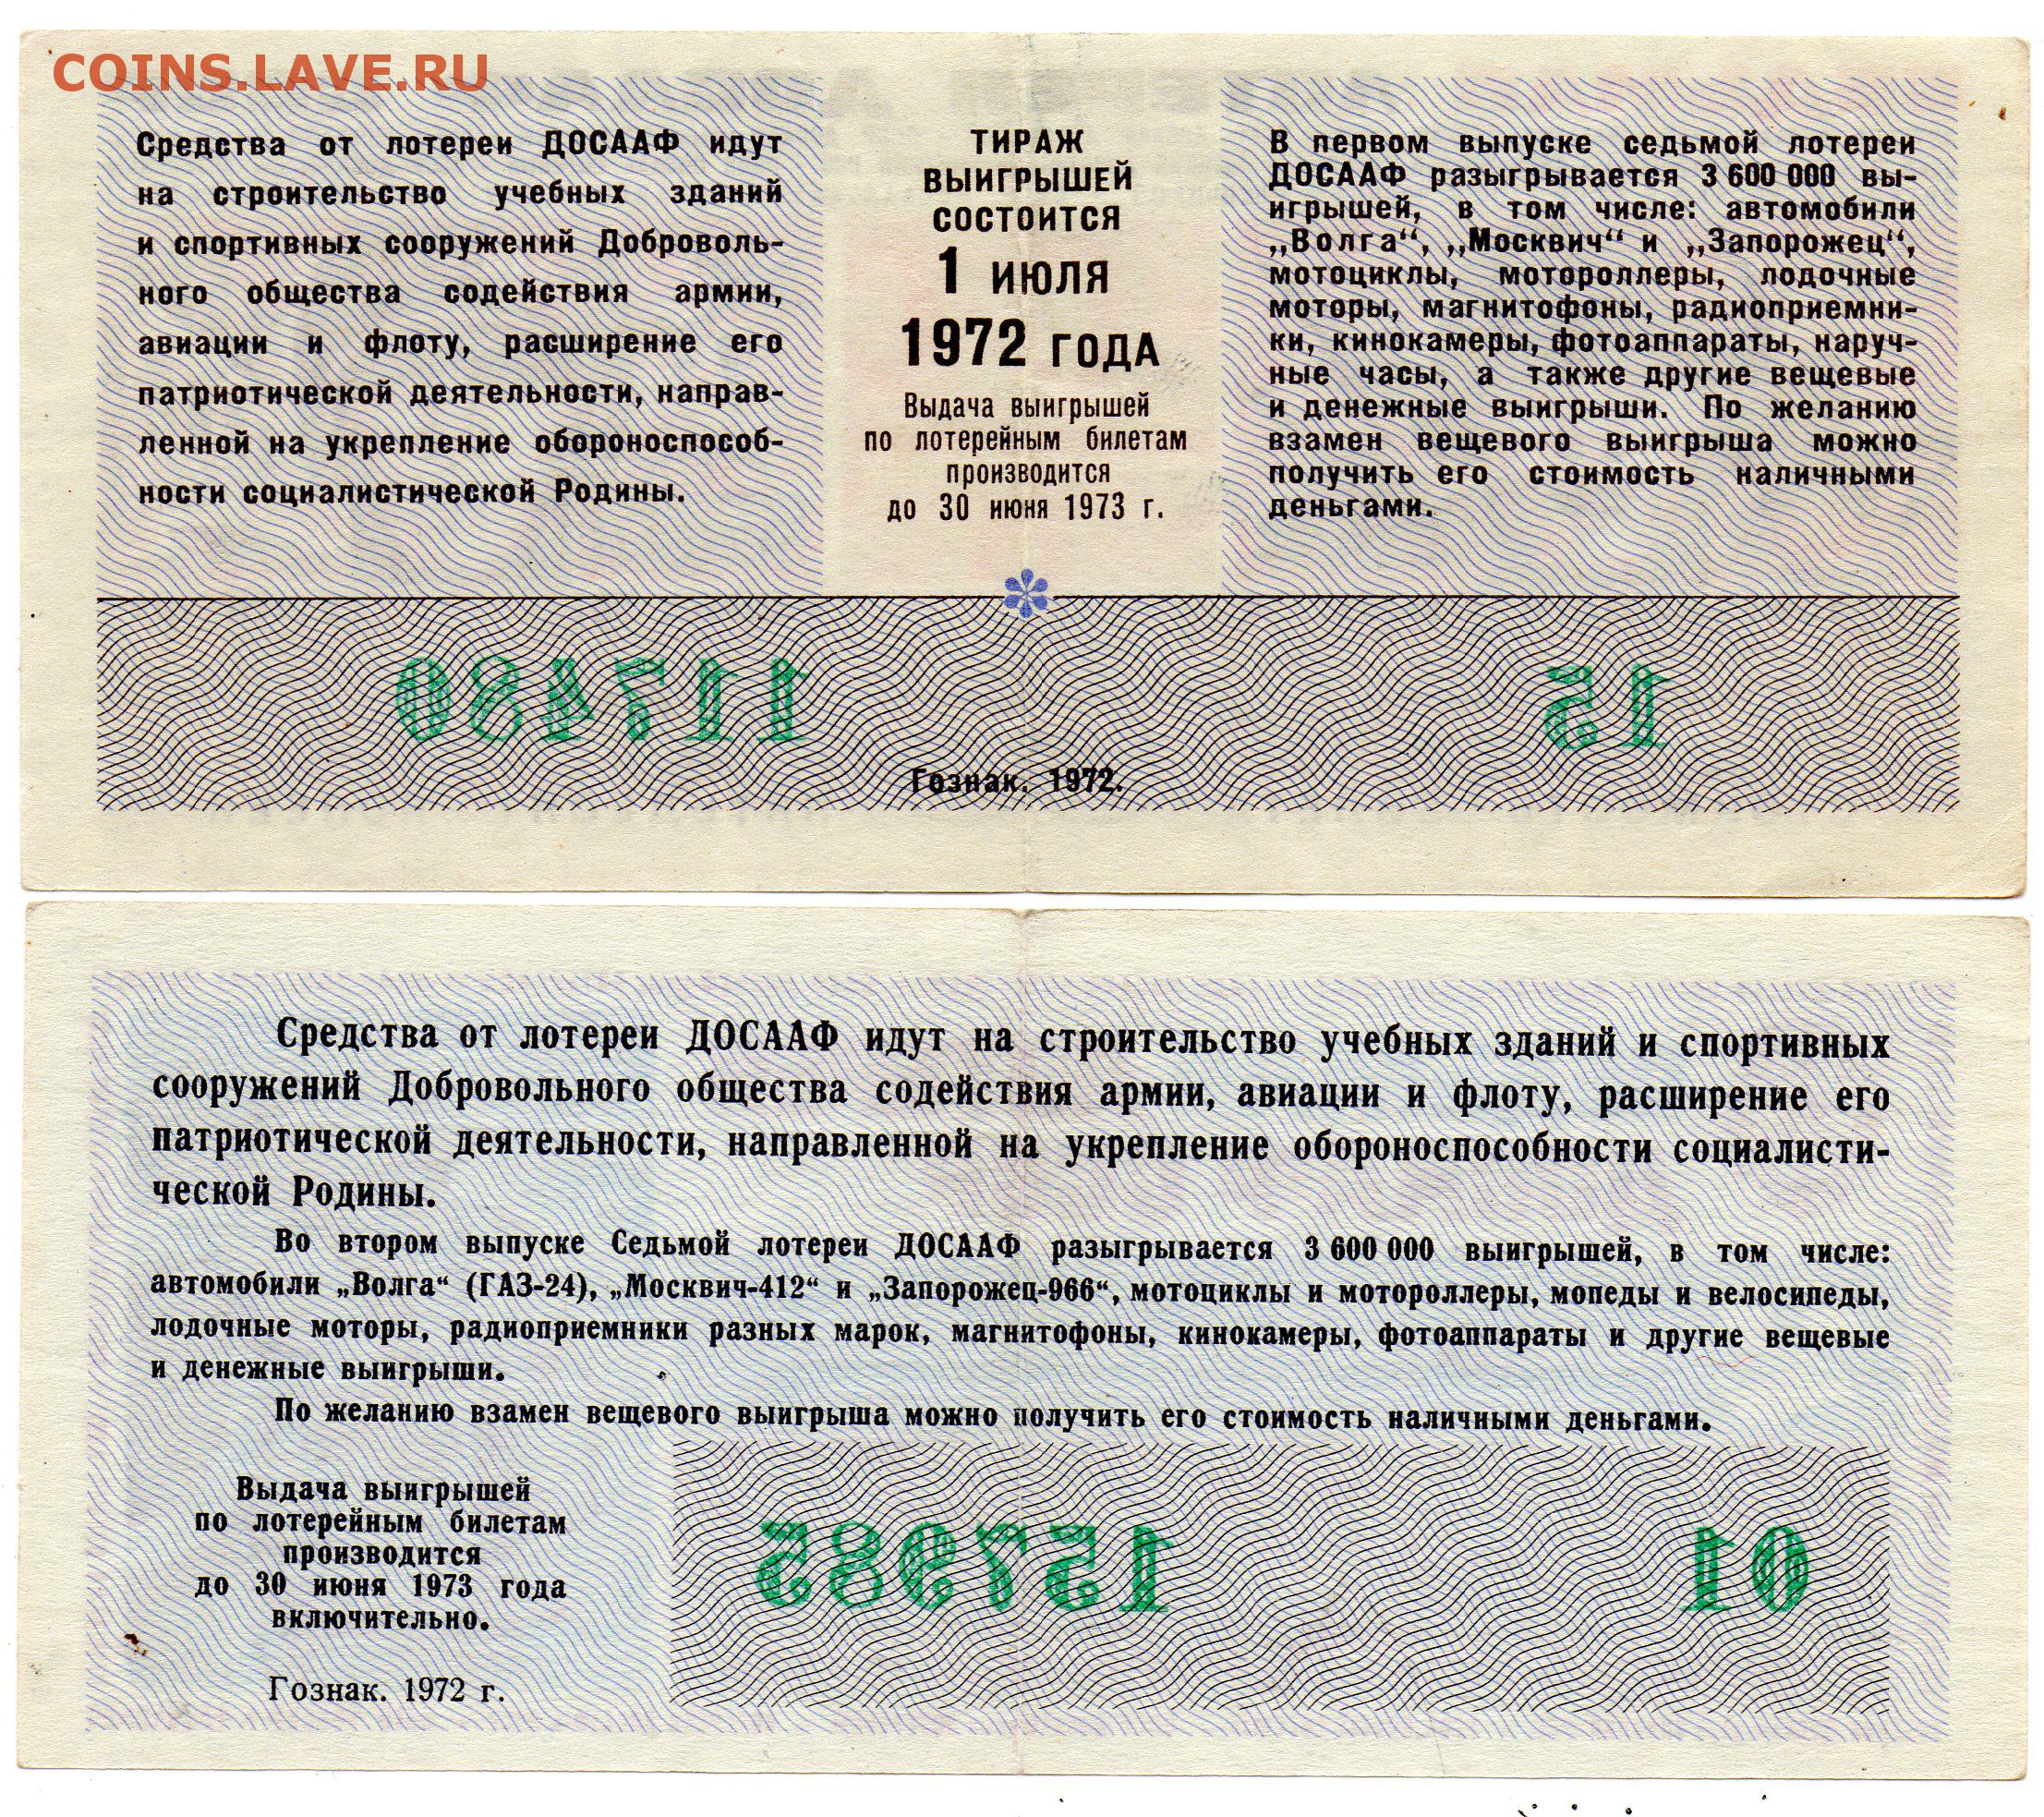 COINS.LAVE.RU
Средства от лотереи ДОСААФ идут
на строительство учебных зданий
и спортивных сооружений Доброволь-
ного общества содействия армии,
авиации и флоту, расширение его
патриотической деятельности, направ-
ленной на укрепление обороноспособ-
ности социалистической Родины.
ТИРАЖ
ВЫИГРЫШЕЙ
СОСТОИТСЯ
1 ИЮЛЯ
1972 ГОДА
Выдача выигрышей
по лотерейным билетам
производится
до 30 июня 1973 г.
В первом выпуске седьмой лотереи
ДОСААФ разыгрывается 3 600 000 вы-
игрышей, в том числе: автомобили
„Волга“, „Москвич“ и „Запорожец“,
мотоциклы, мотороллеры, лодочные
моторы, магнитофоны, радиоприемни-
ки, кинокамеры, фотоаппараты, наруч-
ные часы, а также другие вещевые
и денежные выигрыши. По желанию
взамен вещевого выигрыша можно
получить его стоимость наличными
деньгами.
15
Гознак. 1972.
Средства от лотереи ДОСААФ идут на строительство учебных зданий и спортивных
сооружений Добровольного общества содействия армии, авиации и флоту, расширение его
патриотической деятельности, направленной на укрепление обороноспособности социалисти-
ческой Родины.
Во втором выпуске Седьмой лотереи ДОСААФ разыгрывается 3 600 000 выигрышей, в том числе:
автомобили „Волга“ (ГАЗ-24), „Москвич-412“ и „Запорожец-966“, мотоциклы и мотороллеры, мопеды и велосипеды,
лодочные моторы, радиоприемники разных марок, магнитофоны, кинокамеры, фотоаппараты и другие вещевые
и денежные выигрыши.
По желанию взамен вещевого выигрыша можно получить его стоимость наличными деньгами.
Выдача выигрышей
по лотерейным билетам
производится
до 30 июня 1973 года
включительно.
157985 01
Гознак. 1972 г.